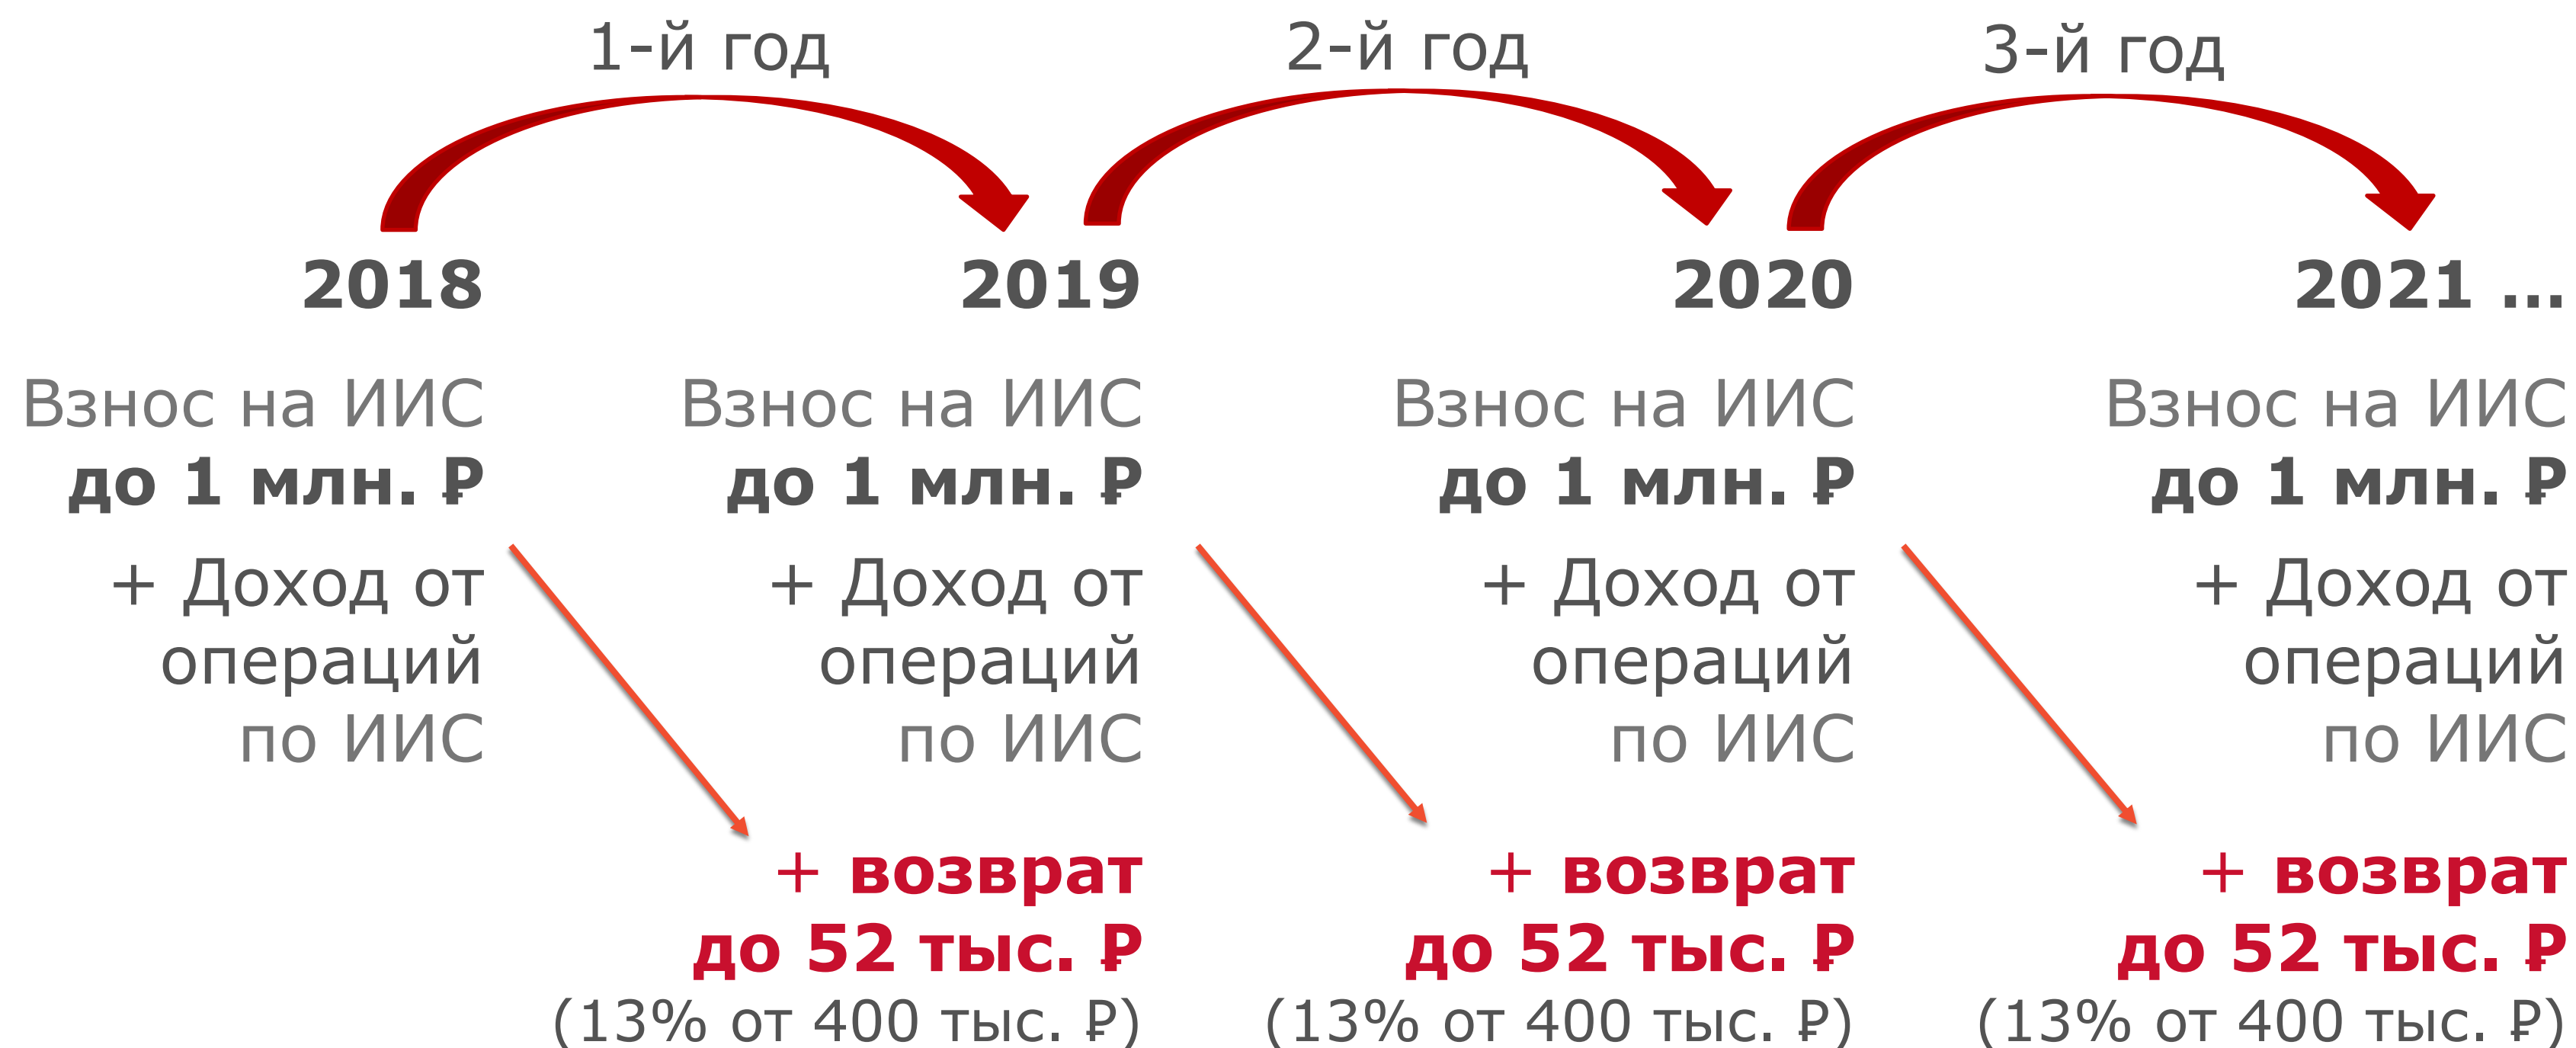 1-й год
2-й год
3-й год
2018
2019
2020
2021 ...
Взнос на ИИС
до 1 млн. ₽
+ Доход от
операций
по ИИС
Взнос на ИИС
до 1 млн. ₽
+ Доход от
операций
по ИИС
+ возврат
до 52 тыс. ₽
(13% от 400 тыс. ₽)
Взнос на ИИС
до 1 млн. ₽
+ Доход от
операций
по ИИС
+ возврат
до 52 тыс. ₽
(13% от 400 тыс. ₽)
Взнос на ИИС
до 1 млн. ₽
+ Доход от
операций
по ИИС
+ возврат
до 52 тыс. ₽
(13% от 400 тыс. ₽)